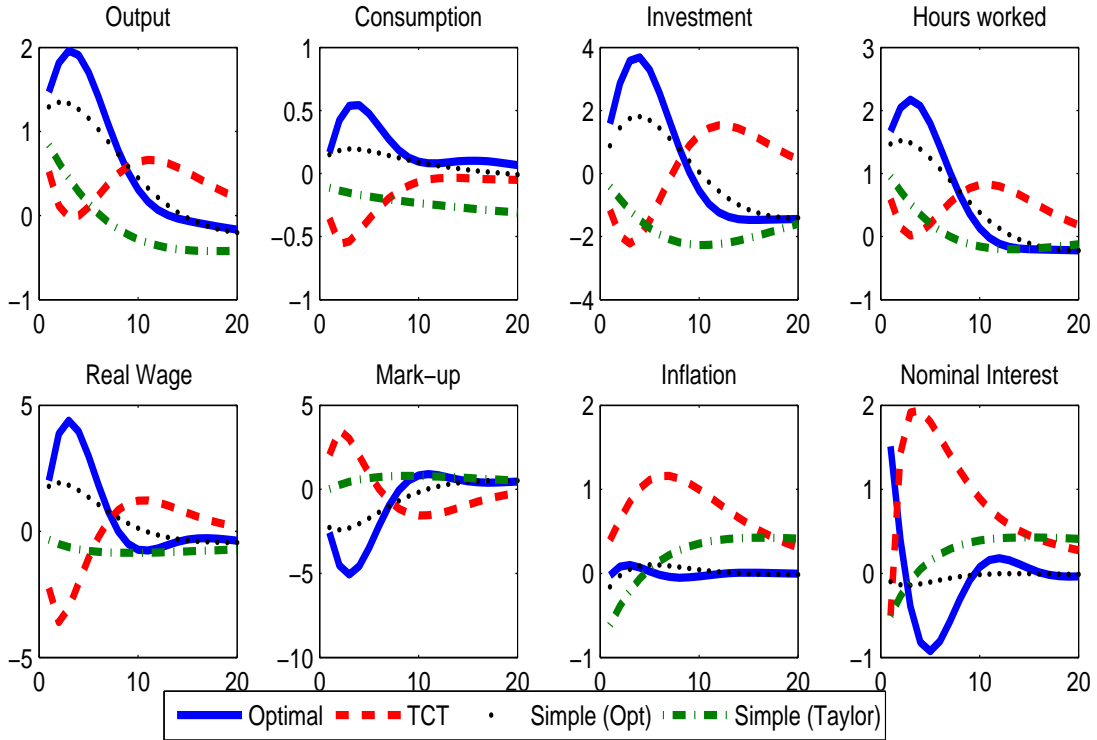 Output Consumption Investment Hours worked
2 1 4 3
1 0.5 2 2
0 0 0 1
−1 −0.5 −2 0
−1 −4 −1
0 10 20 0 10 20 0 10 20 0 10 20
Real Wage Mark−up Inflation Nominal Interest
5 5 2 2
0 0 1 1
−5 −5 0 0
−10 −1 −1
0 10 20 0 10 20 0 10 20 0 10 20
Optimal TCT Simple (Opt) Simple (Taylor)